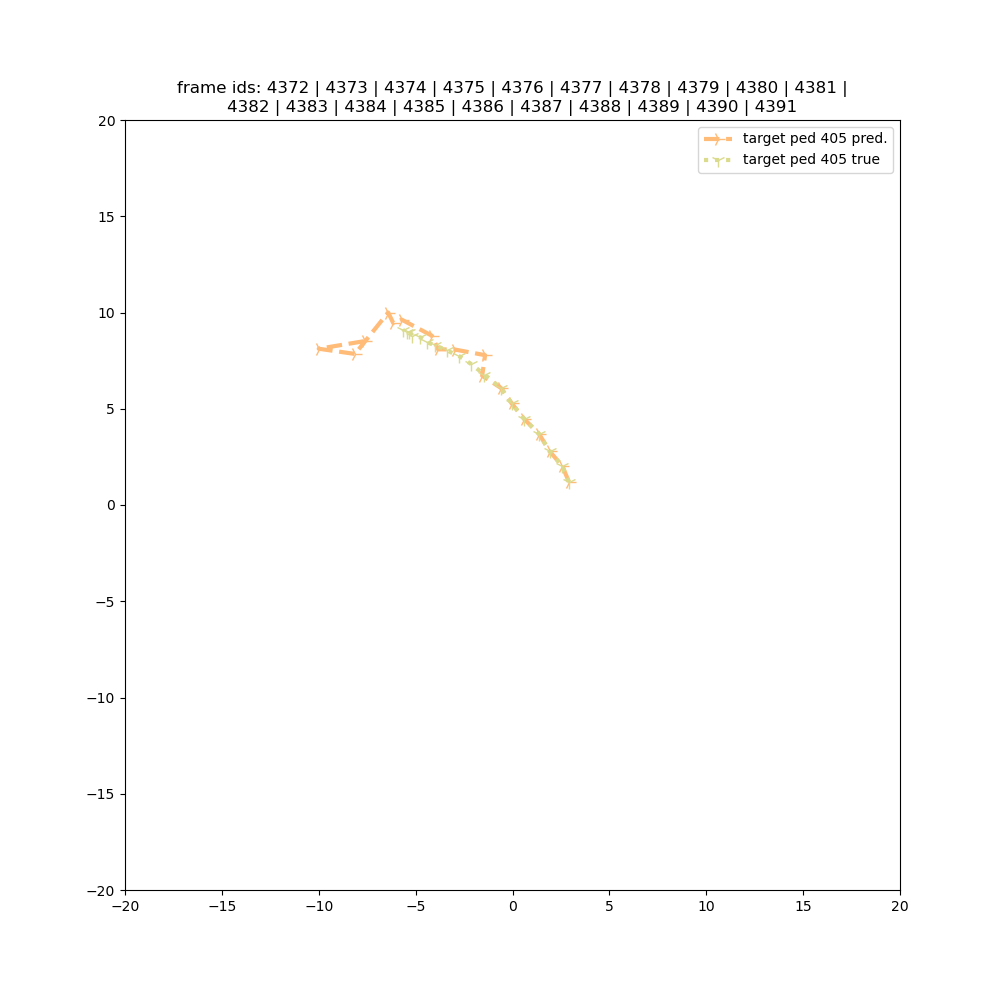 frame ids: 4372 | 4373 | 4374 | 4375 | 4376 | 4377 | 4378 | 4379 | 4380 | 4381 |
4382 | 4383 | 4384 | 4385 | 4386 | 4387 | 4388 | 4389 | 4390 | 4391
target ped 405 pred.
target ped 405 true
20
15
10
5
0
−5
−10
−15
−20
−20 −15 −10 −5 0 5 10 15 20